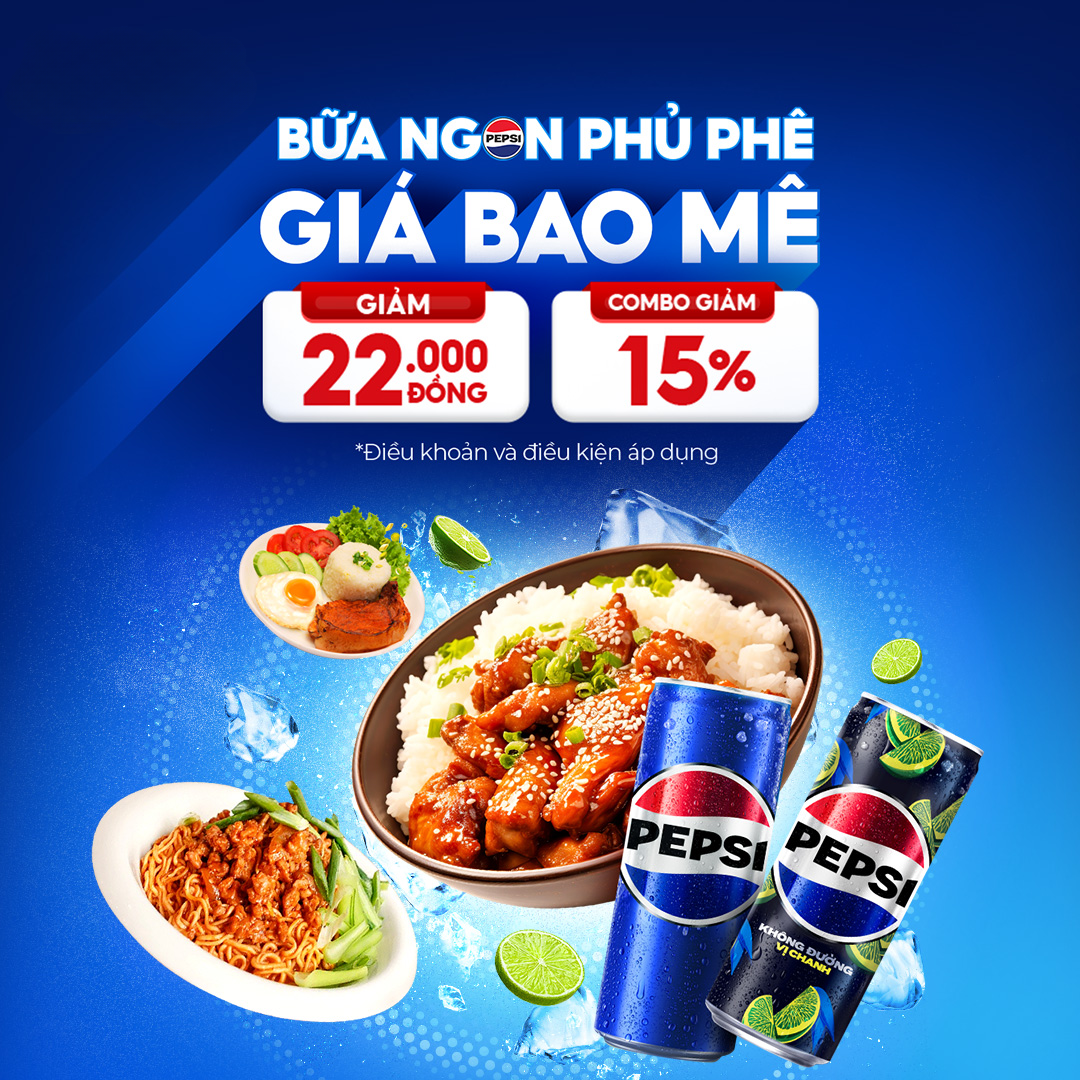 BỮA NGON PHỦ PHÊ
PEPSI
GIÁ BAO MÊ
GIẢM
22.000
ĐỒNG
COMBO GIẢM
15%
*Điều khoản và điều kiện áp dụng
PEPSI
PEPSI
KHÔNG ĐƯỜNG
VỊ CHANH